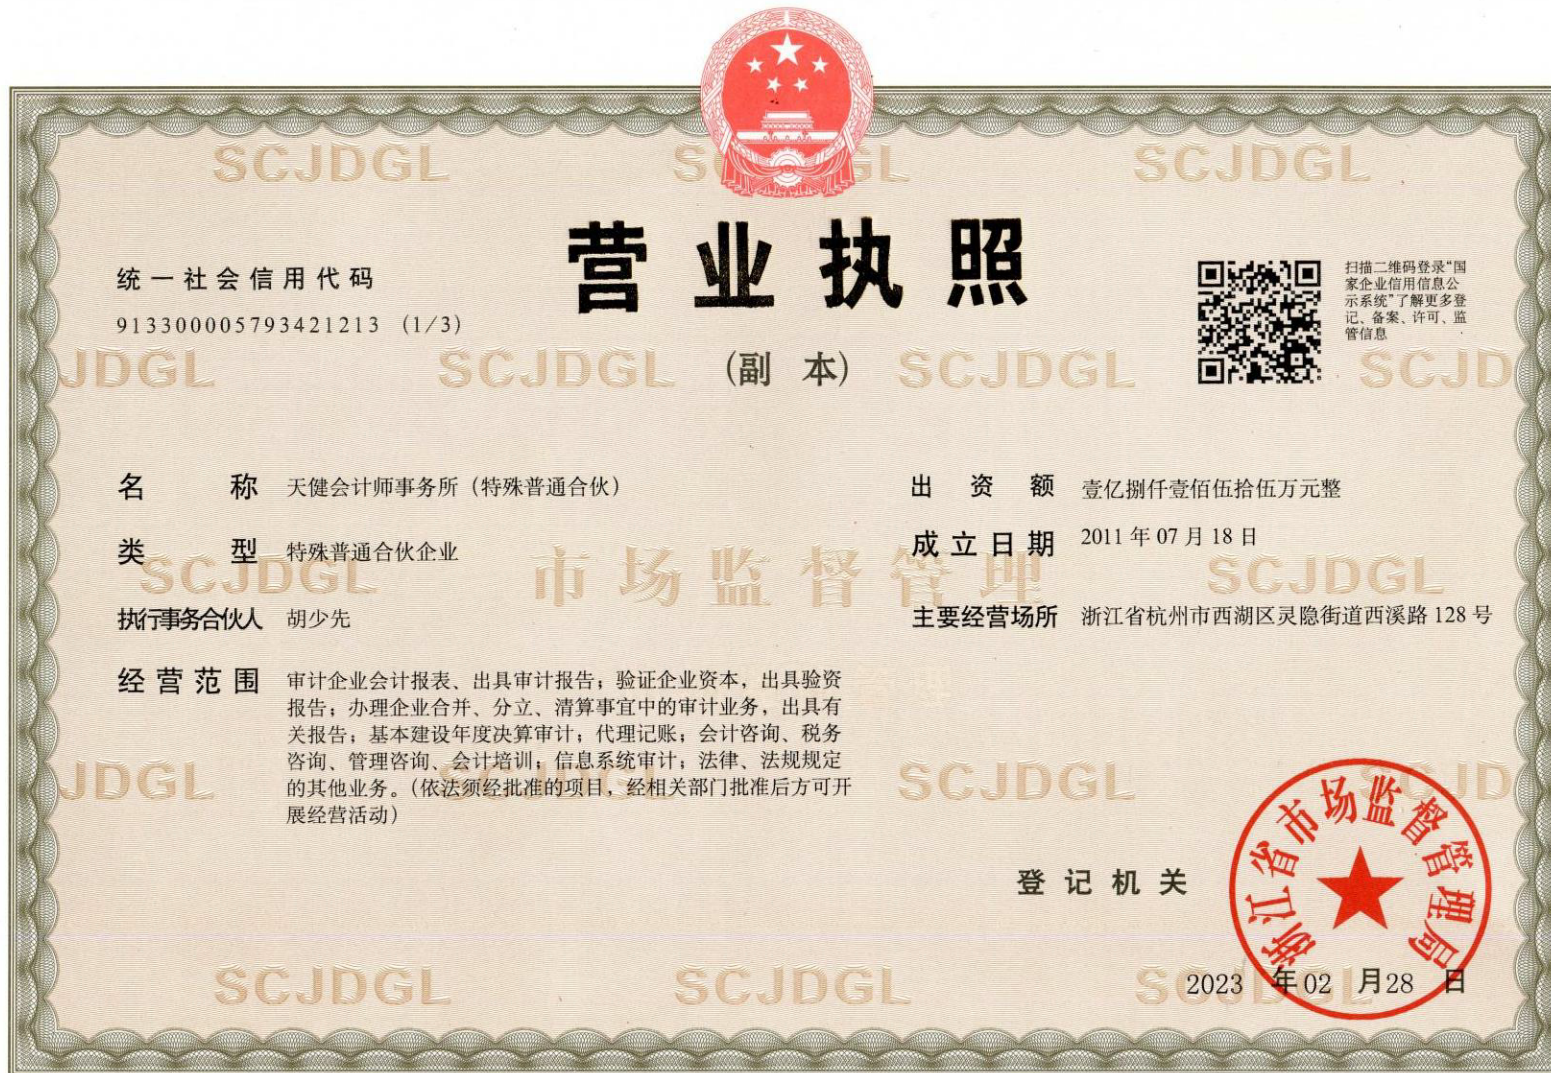 营业执照
(副 本)
统一社会信用代码
913300005793421213 (1/3)
扫描二维码登录“国
家企业信用信息公
示系统”了解更多登
记、备案、许可、监
管信息
名 称 天健会计师事务所（特殊普通合伙）
类 型 特殊普通合伙企业
执行事务合伙人 胡少先
经营范围 审计企业会计报表、出具审计报告；验证企业资本，出具验资
报告；办理企业合并、分立、清算事宜中的审计业务，出具有
关报告；基本建设年度决算审计；代理记账；会计咨询、税务
咨询、管理咨询、会计培训；信息系统审计；法律、法规规定
的其他业务。（依法须经批准的项目，经相关部门批准后方可开
展经营活动）
出 资 额 壹亿捌仟壹佰伍拾伍万元整
成立日期 2011 年 07 月 18 日
主要经营场所 浙江省杭州市西湖区灵隐街道西溪路 128 号
登记机关
浙江省市场监督管理局
2023 年 02 月 28 日
SCJDGL SCJDGL SCJDGL
JDGL SCJDGL SCJDGL SCJD
SCJDGL 市场监督管理 SCJDGL
JDGL SCJDGL SCJDGL SCJD
SCJDGL SCJDGL SCJDGL